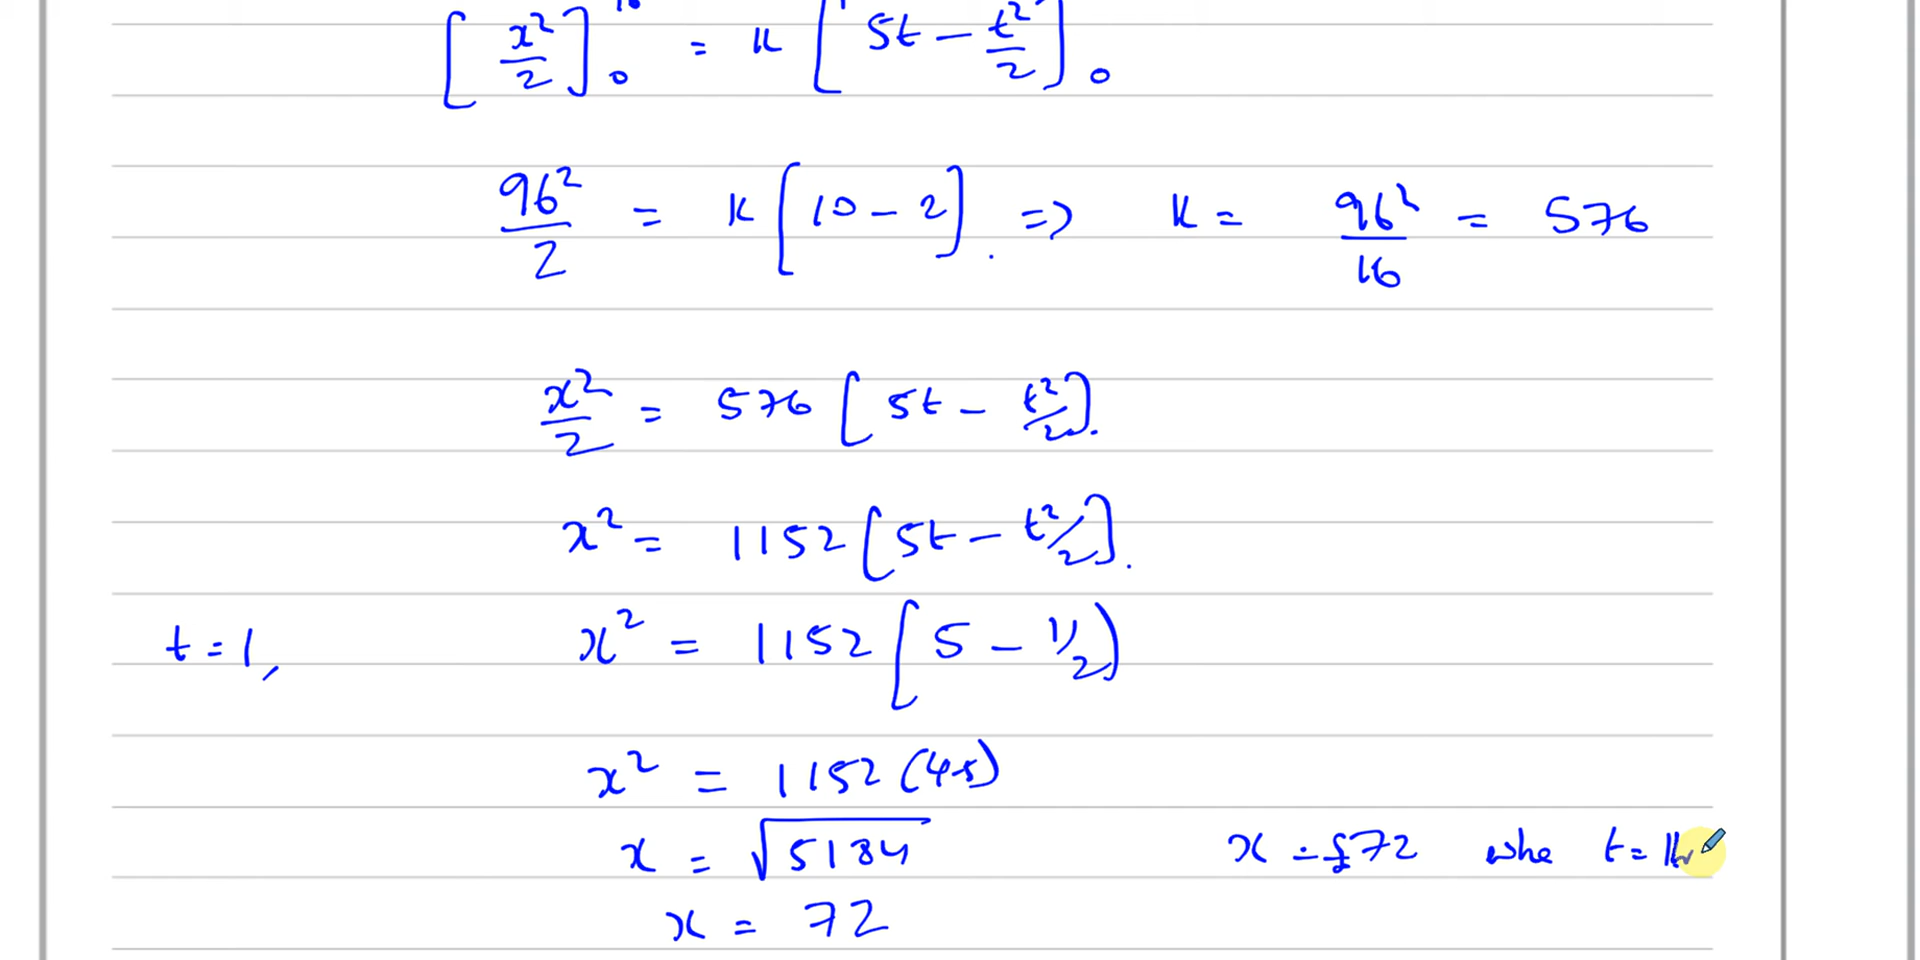 [x²/2]₀ = k [5t - t²/2]₀
96²/2 = k [10 - 2]. => k = 96²/16 = 576
x²/2 = 576 [5t - t²/2].
x² = 1152 [5t - t²/2].
t = 1, x² = 1152 [5 - 1/2)
x² = 1152 (4.5)
x = √5184 x = £72 whe t = 1hr
x = 72